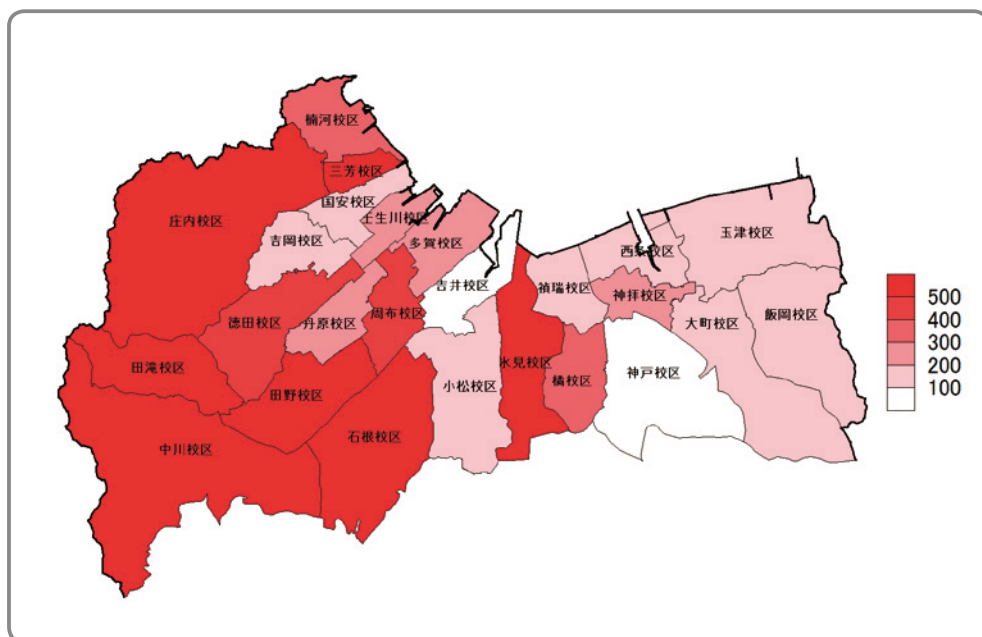 楠河校区
三芳校区
国安校区
壬生川校区
庄内校区
吉岡校区
多賀校区
西条校区
玉津校区
吉井校区
禎瑞校区
神拝校区
周布校区
徳田校区
丹原校区
大町校区
飯岡校区
田滝校区
氷見校区
神戸校区
橘校区
小松校区
田野校区
石根校区
中川校区
500
400
300
200
100